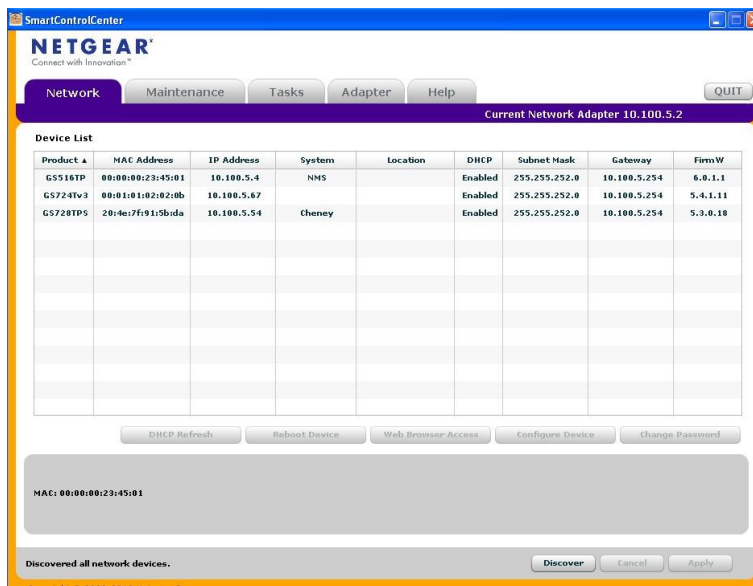 SmartControlCenter
NETGEAR®
Connect with Innovation™
Network Maintenance Tasks Adapter Help QUIT
Current Network Adapter 10.100.5.2
Device List
Product ▲ MAC Address IP Address System Location DHCP Subnet Mask Gateway FirmW
GS516TP 00:00:00:23:45:01 10.100.5.4 NMS Enabled 255.255.252.0 10.100.5.254 6.0.1.1
GS724Tv3 00:01:01:02:02:0b 10.100.5.67 Enabled 255.255.252.0 10.100.5.254 5.4.1.11
GS728TPS 20:4e:7f:91:5b:da 10.100.5.54 Cheney Enabled 255.255.252.0 10.100.5.254 5.3.0.18
DHCP Refresh Reboot Device Web Browser Access Configure Device Change Password
MAC: 00:00:00:23:45:01
Discovered all network devices. Discover Cancel Apply